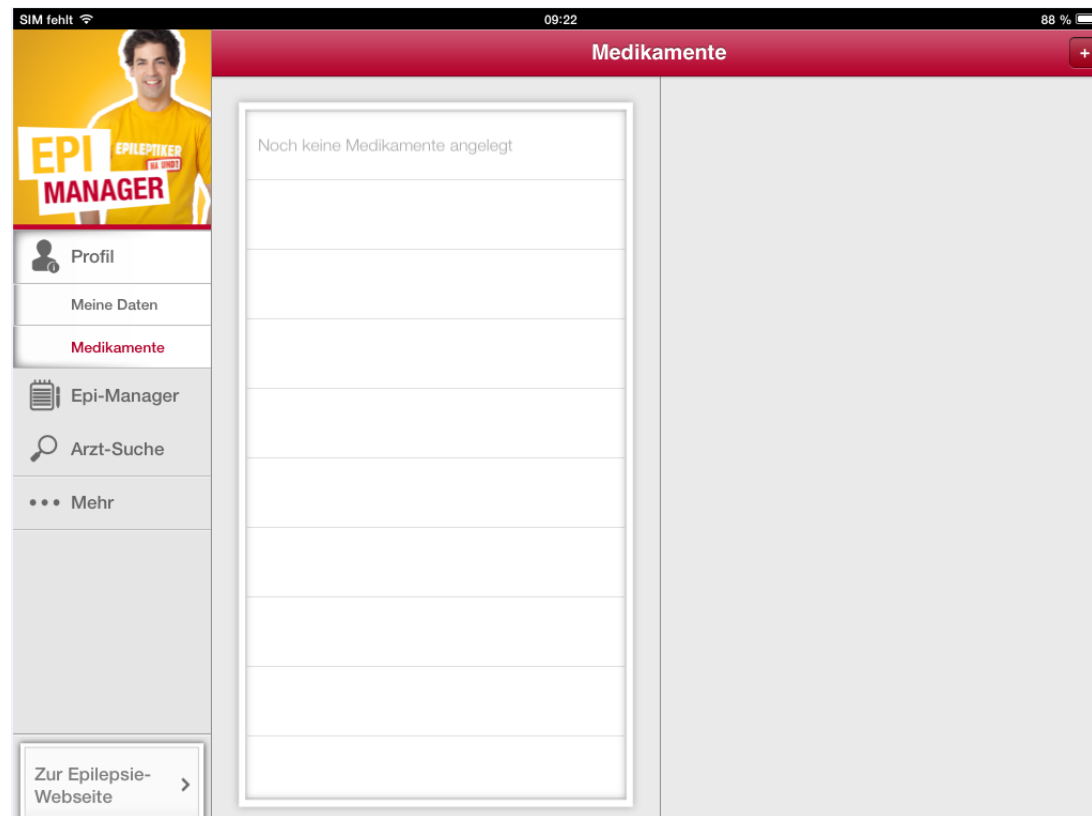 SIM fehlt 09:22 88 %
Medikamente
+
EPI
MANAGER
EPILEPTIKER
NA UND?
Profil
Meine Daten
Medikamente
Epi-Manager
Arzt-Suche
Mehr
Zur Epilepsie-
Webseite
Noch keine Medikamente angelegt